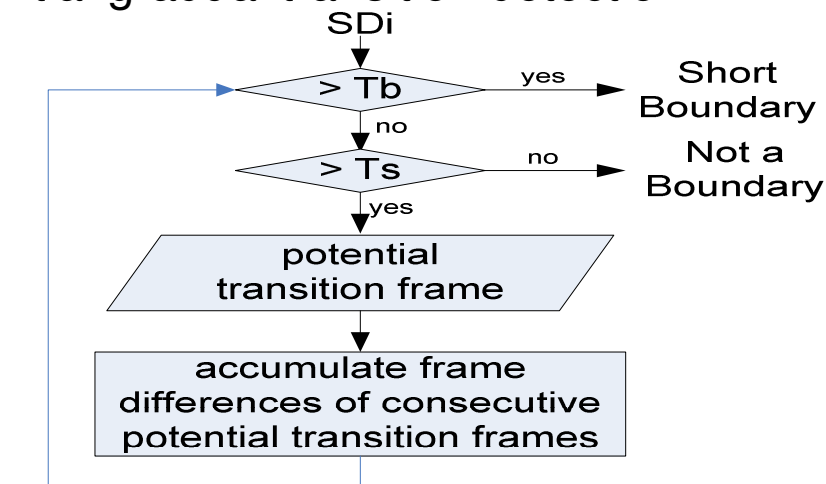 SDi
> Tb
yes
Short
Boundary
no
> Ts
no
Not a
Boundary
yes
potential
transition frame
accumulate frame
differences of consecutive
potential transition frames